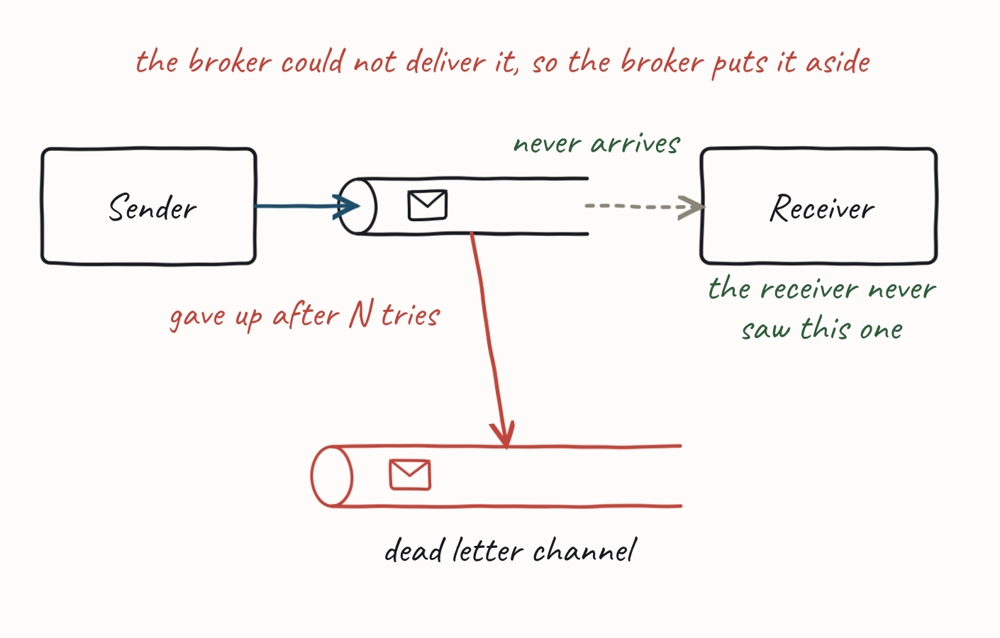 the broker could not deliver it, so the broker puts it aside
never arrives
Sender
Receiver
the receiver never
saw this one
gave up after N tries
dead letter channel